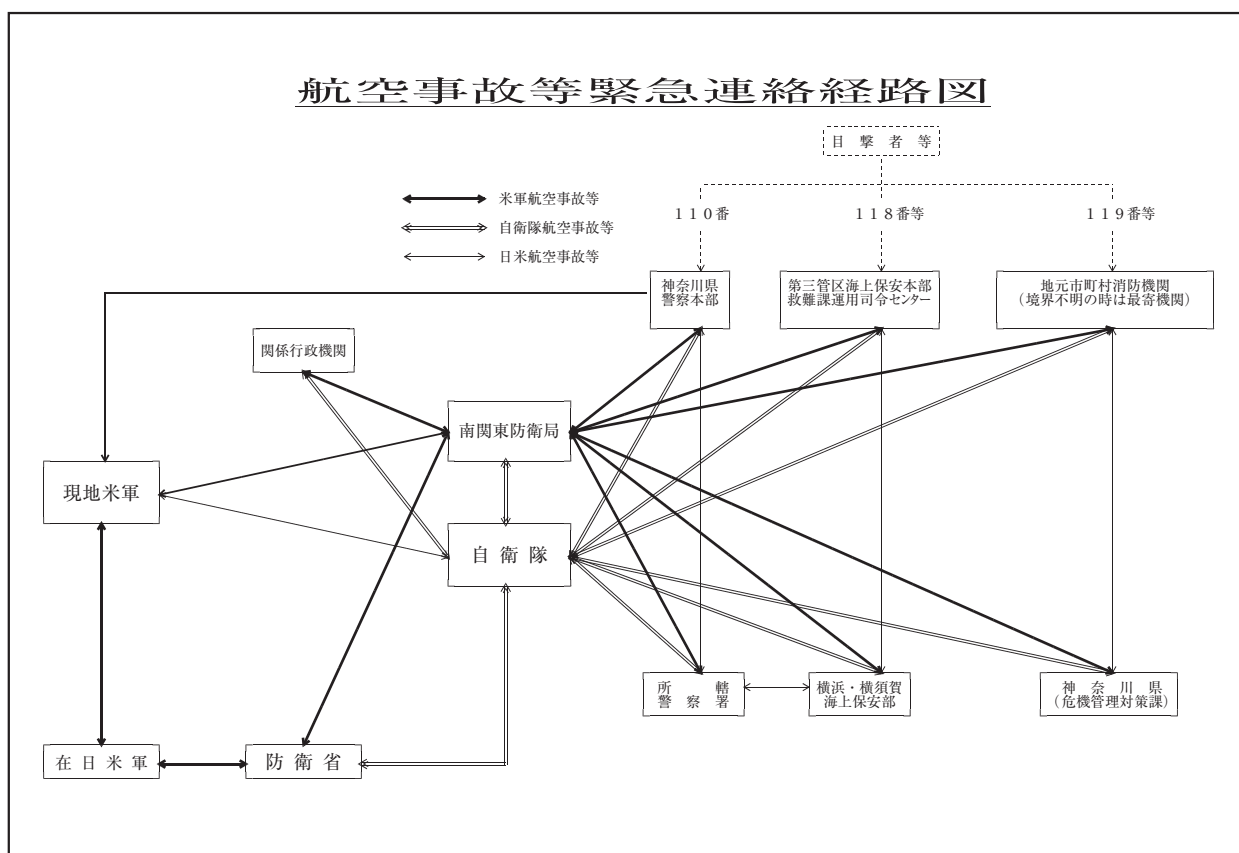 航空事故等緊急連絡経路図
目撃者等
米軍航空事故等
自衛隊航空事故等
日米航空事故等
１１０番
１１８番等
１１９番等
神奈川県
警察本部
第三管区海上保安本部
救難課運用司令センター
地元市町村消防機関
（境界不明の時は最寄機関）
関係行政機関
南関東防衛局
現地米軍
自衛隊
所轄
警察署
横浜・横須賀
海上保安部
神奈川県
（危機管理対策課）
在日米軍
防衛省